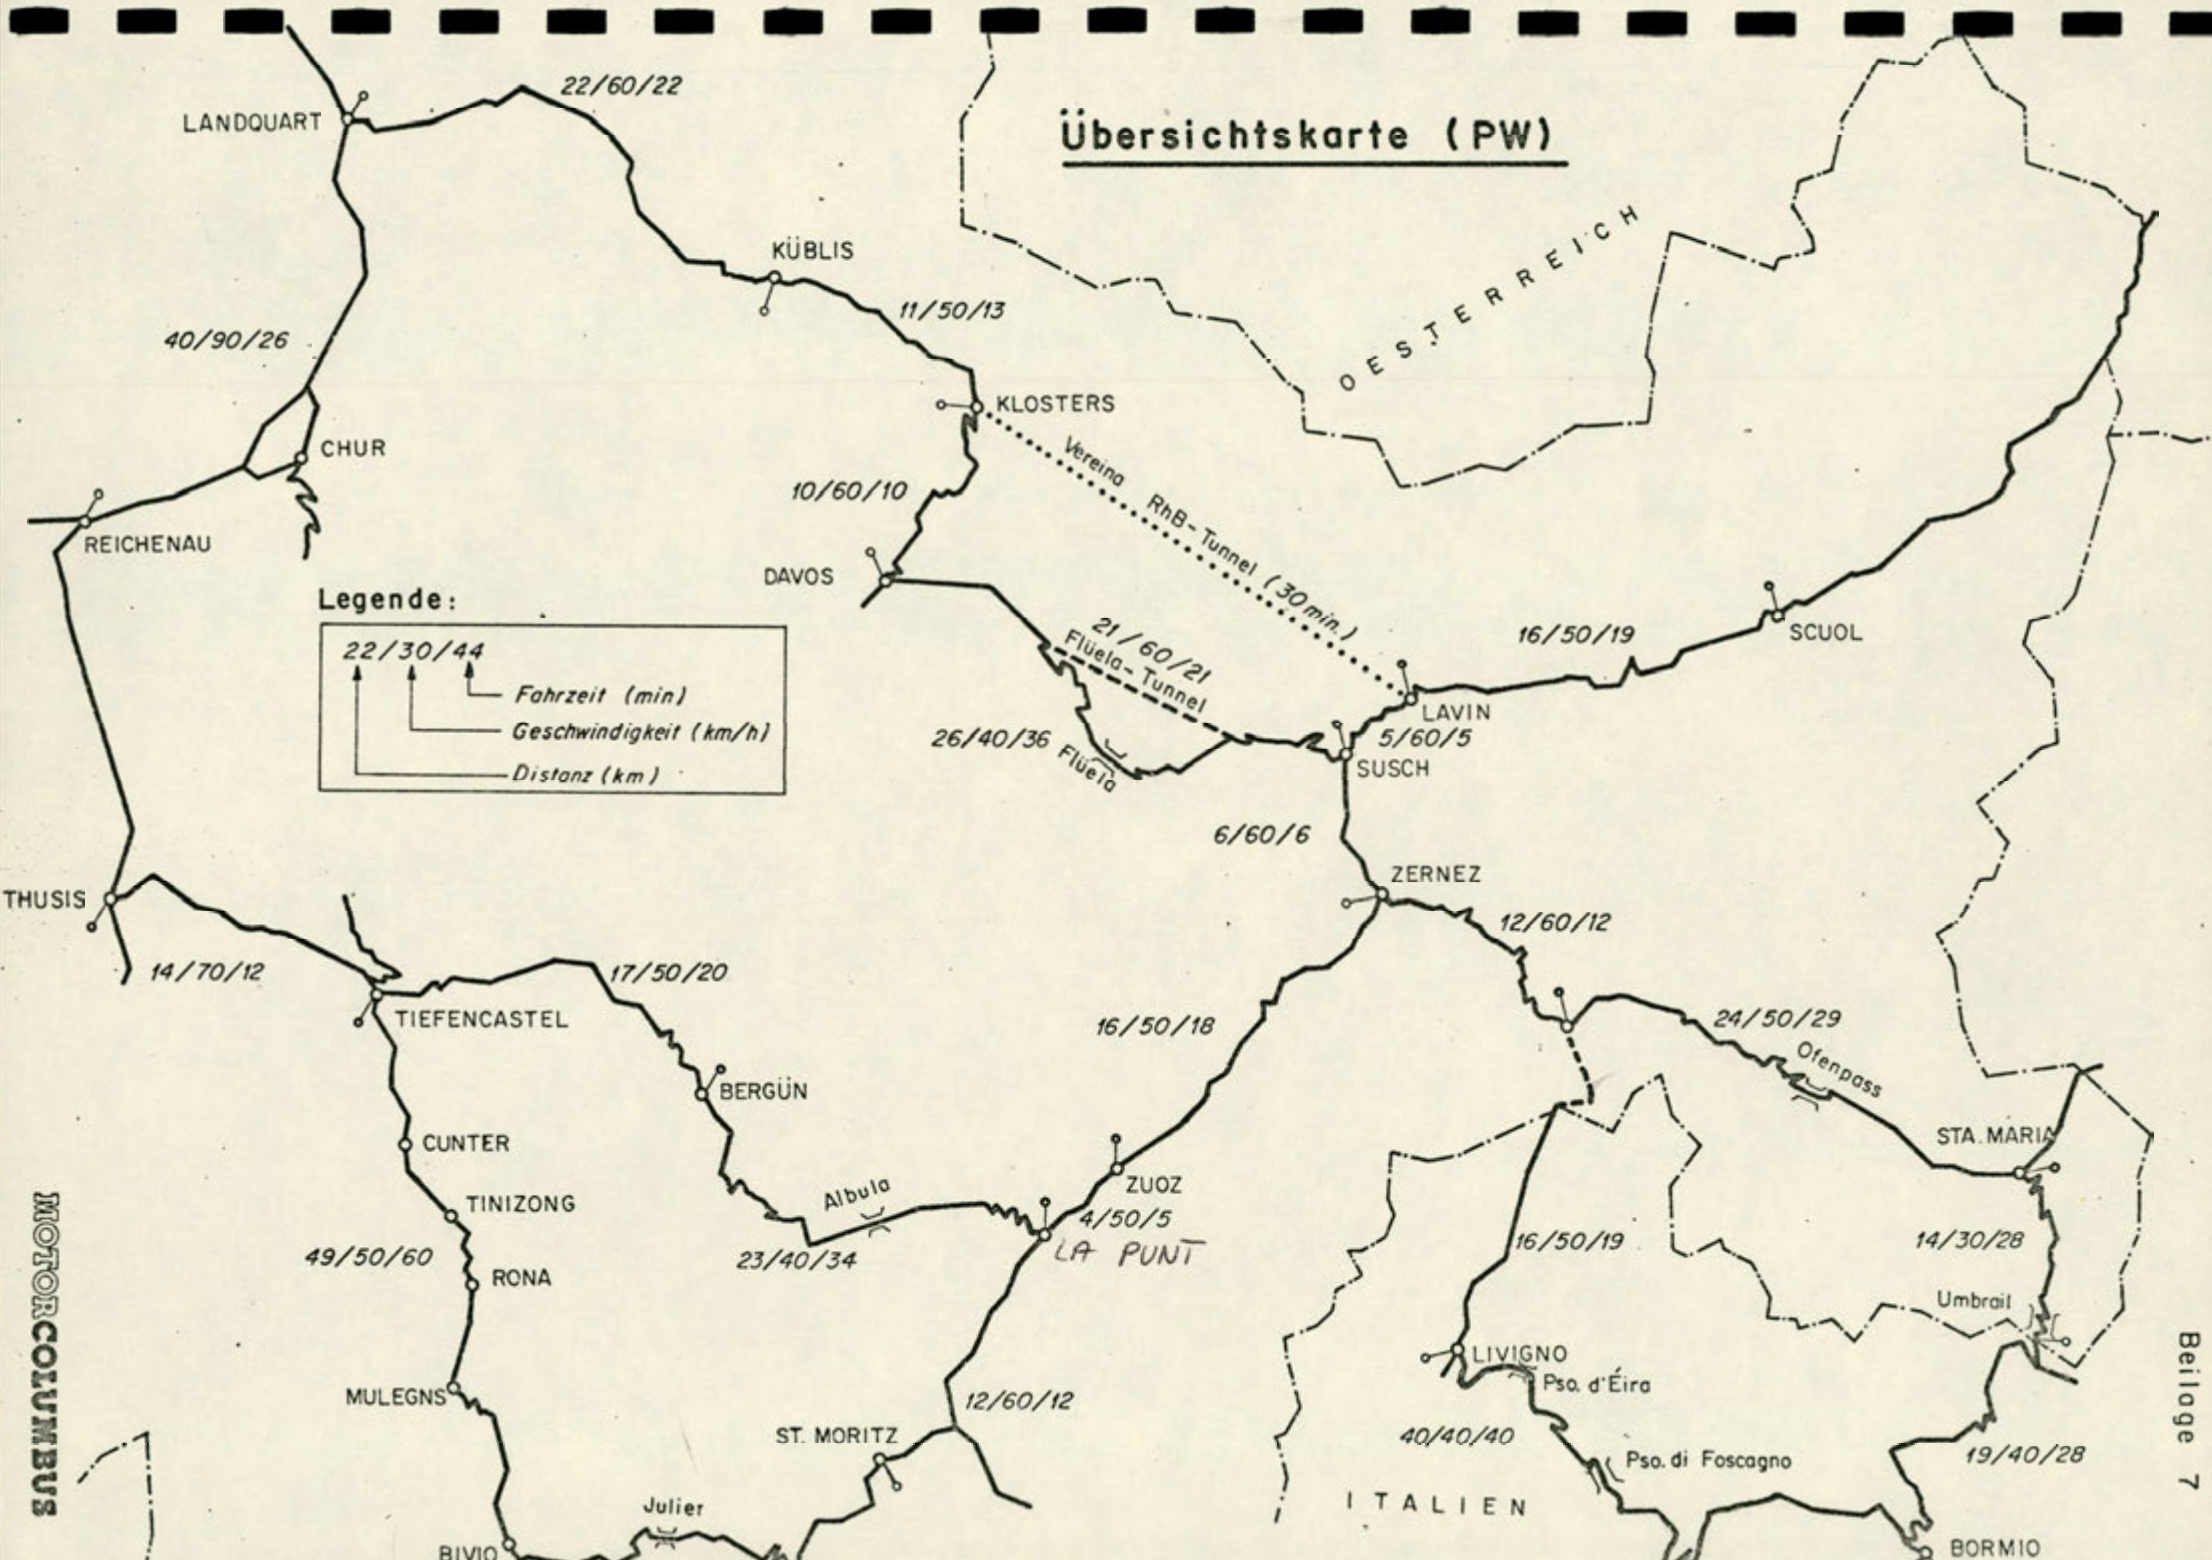 22/60/22
LANDQUART
Übersichtskarte (PW)
OESTERREICH
KÜBLIS
11/50/13
40/90/26
KLOSTERS
CHUR
Vereina RhB-Tunnel (30 min.)
10/60/10
REICHENAU
DAVOS
Legende:
22/30/44
Fahrzeit (min)
Geschwindigkeit (km/h)
Distanz (km)
21/60/21
Flüela-Tunnel
16/50/19
SCUOL
LAVIN
5/60/5
26/40/36
Flüela
SUSCH
6/60/6
ZERNEZ
THUSIS
12/60/12
14/70/12
17/50/20
TIEFENCASTEL
16/50/18
24/50/29
Ofenpass
BERGÜN
CUNTER
STA. MARIA
ZUOZ
Albula
TINIZONG
4/50/5
LA PUNT
49/50/60
23/40/34
16/50/19
14/30/28
RONA
Umbrail
MOTORCOLUMBUS
Beilage 7
LIVIGNO
Pso. d'Éira
MULEGNS
12/60/12
ST. MORITZ
40/40/40
Pso. di Foscagno
19/40/28
ITALIEN
Julier
BIVIO
BORMIO